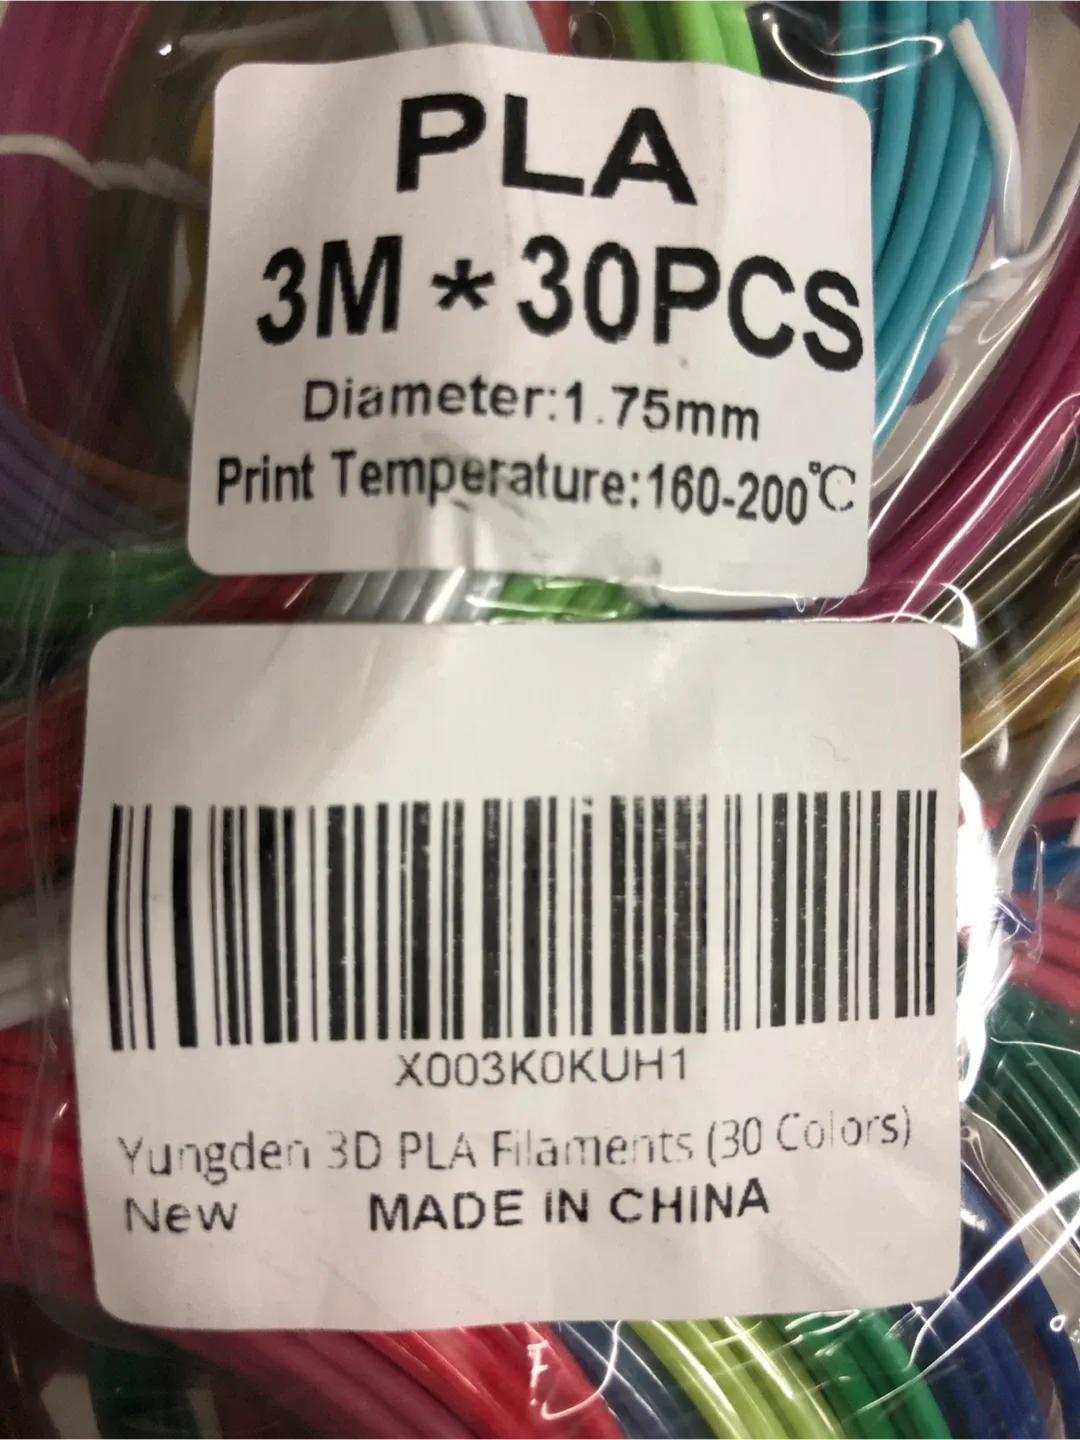 PLA
3M * 30PCS
Diameter:1.75mm
Print Temperature:160-200℃
X003K0KUH1
Yungden 3D PLA Filaments (30 Colors)
New MADE IN CHINA